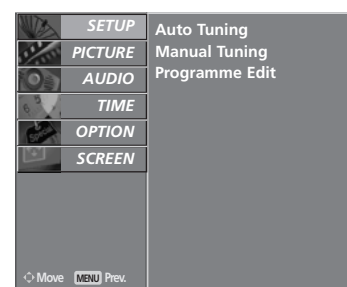 SETUP
PICTURE
AUDIO
TIME
OPTION
SCREEN
Auto Tuning
Manual Tuning
Programme Edit
Move MENU Prev.